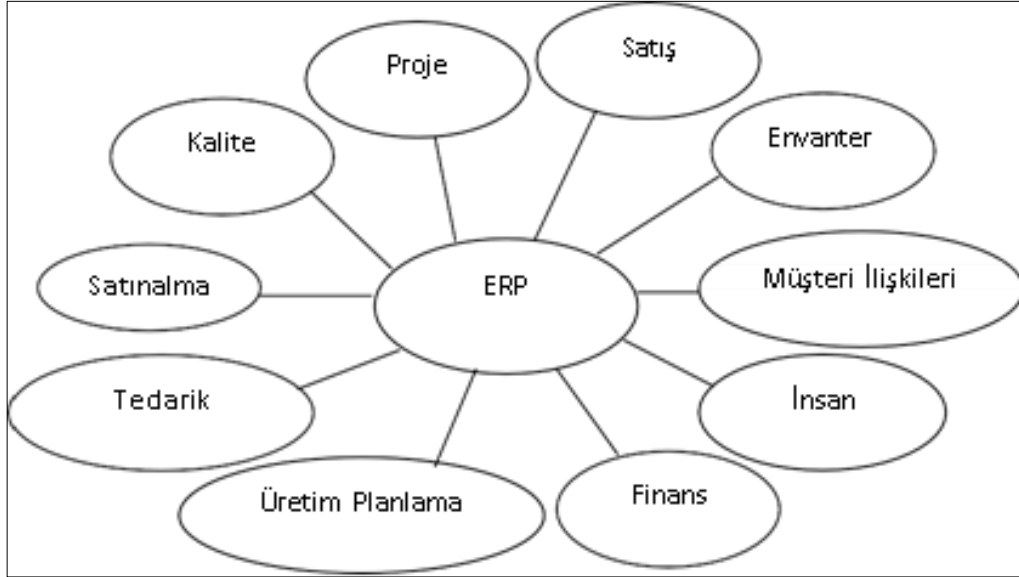 Proje
Satış
Kalite
Envanter
Satınalma
ERP
Müşteri İlişkileri
Tedarik
İnsan
Üretim Planlama
Finans